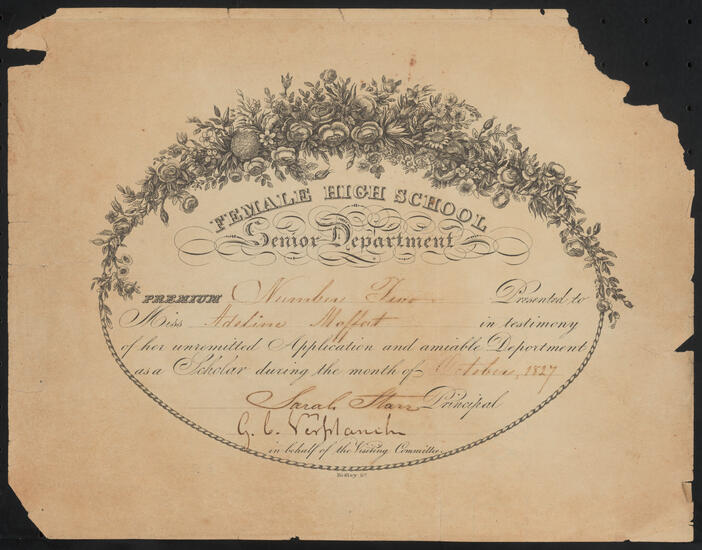 FEMALE HIGH SCHOOL
Senior Department
PREMIUM Number Two Presented to
Miss Adeline Moffat in testimony
of her unremitted Application and amiable Deportment
as a Scholar during the month of October, 1827
Sarah Starr Principal
G. C. Verplanck
in behalf of the Visiting Committee.